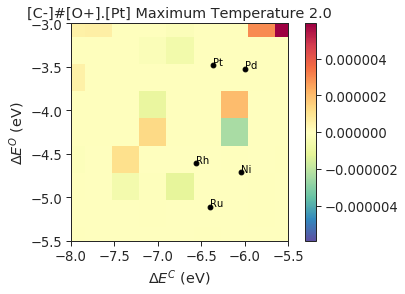 [C-]#[O+].[Pt] Maximum Temperature 2.0
−3.0
−3.5
−4.0
−4.5
−5.0
−5.5
ΔE^O (eV)
Pt
Pd
Rh
Ni
Ru
−8.0 −7.5 −7.0 −6.5 −6.0 −5.5
ΔE^C (eV)
0.000004
0.000002
0.000000
−0.000002
−0.000004